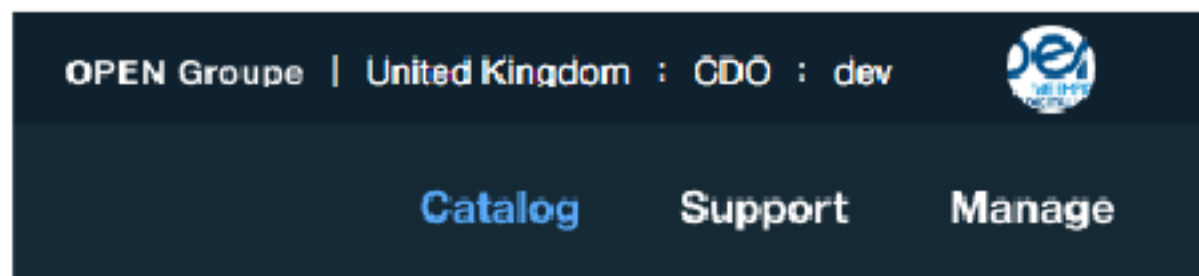 OPEN Groupe | United Kingdom : CDO : dev
Catalog Support Manage